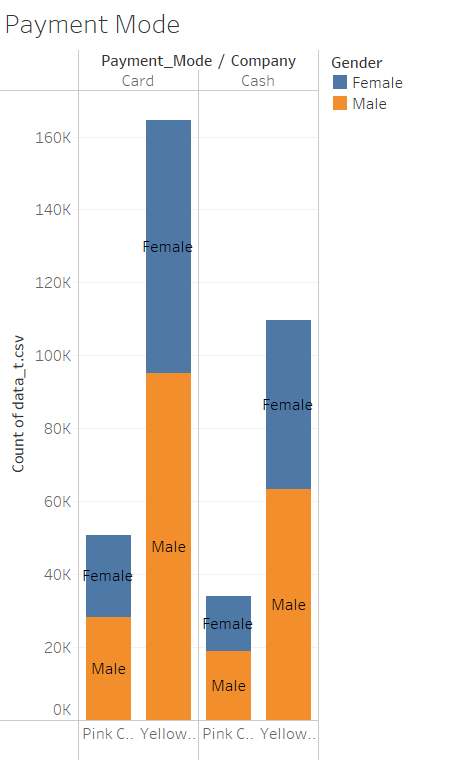 Payment Mode
Payment_Mode / Company
Card Cash
Gender
Female
Male
160K
140K
120K
100K
80K
60K
40K
20K
0K
Count of data_t.csv
Female
Male
Female
Male
Female
Male
Female
Male
Pink C.. Yellow.. Pink C.. Yellow..